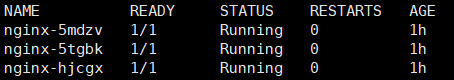 NAME READY STATUS RESTARTS AGE
nginx-5mdzv 1/1 Running 0 1h
nginx-5tgbk 1/1 Running 0 1h
nginx-hjcgx 1/1 Running 0 1h